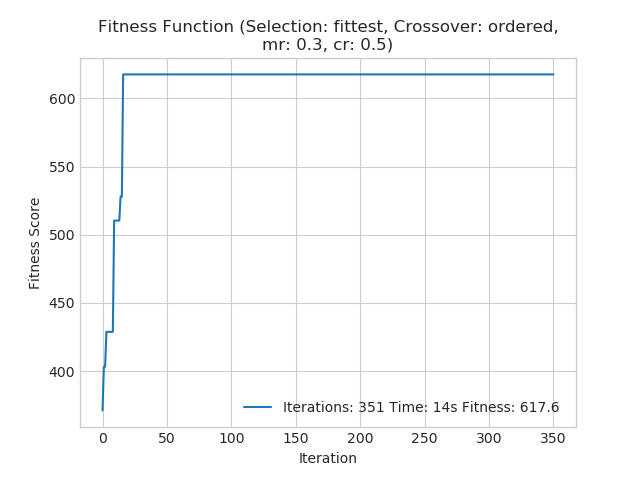 Fitness Function (Selection: fittest, Crossover: ordered,
mr: 0.3, cr: 0.5)
Fitness Score
600
550
500
450
400
Iterations: 351 Time: 14s Fitness: 617.6
0 50 100 150 200 250 300 350
Iteration